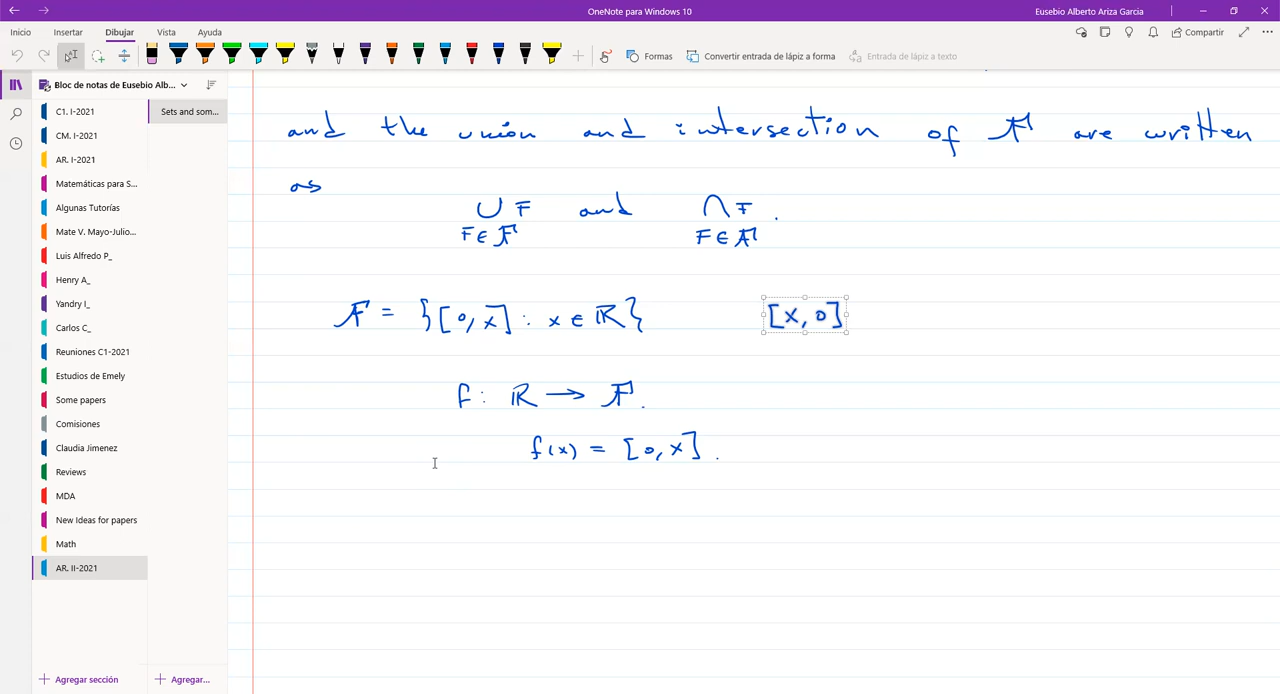 OneNote para Windows 10
Eusebio Alberto Ariza Garcia
Inicio Insertar Dibujar Vista Ayuda
Compartir
Formas Convertir entrada de lápiz a forma Entrada de lápiz a texto
Bloc de notas de Eusebio Alb...
C1. I-2021
CM. I-2021
AR. I-2021
Matemáticas para S...
Algunas Tutorías
Mate V. Mayo-Julio...
Luis Alfredo P_
Henry A_
Yandry I_
Carlos C_
Reuniones C1-2021
Estudios de Emely
Some papers
Comisiones
Claudia Jimenez
Reviews
MDA
New Ideas for papers
Math
AR. II-2021
Agregar sección
Sets and som...
Agregar...
and the union and intersection of ℱ are written
as
∪ F and ∩ F .
F ∈ ℱ F ∈ ℱ
ℱ = {[0, x] : x ∈ ℝ} [x, 0]
f : ℝ → ℱ.
f(x) = [0, x] .